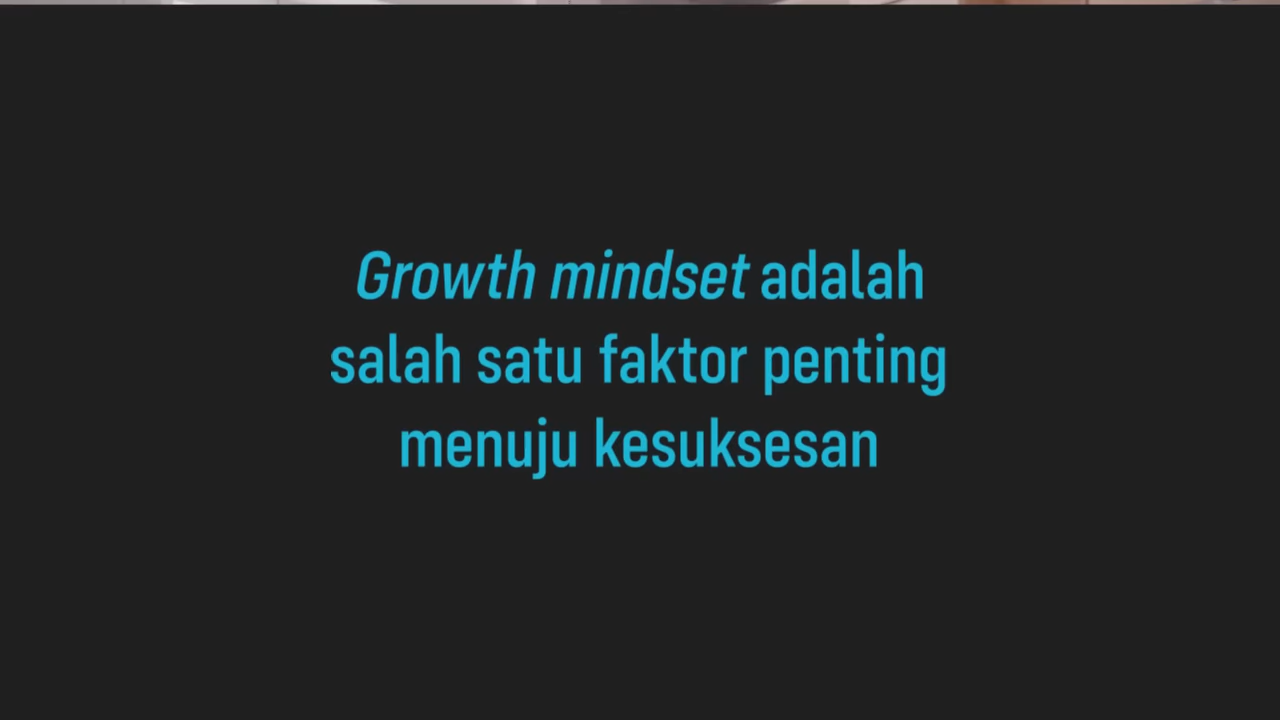 Growth mindset adalah
salah satu faktor penting
menuju kesuksesan